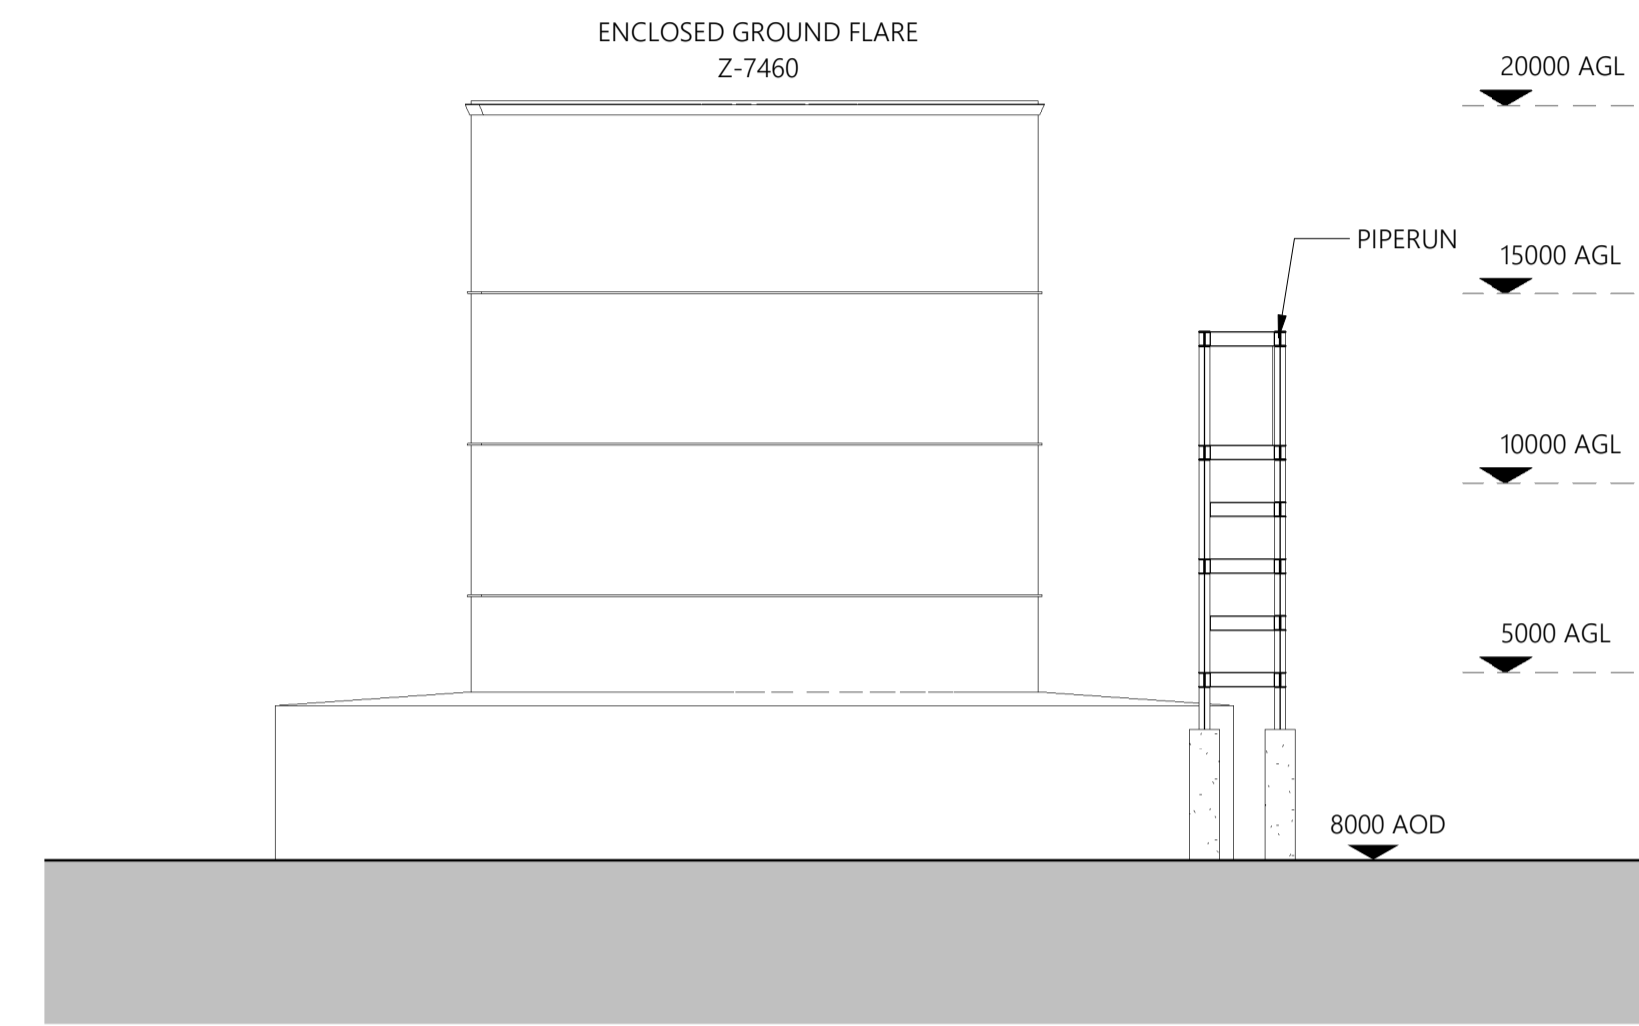 ENCLOSED GROUND FLARE
Z-7460
20000 AGL
PIPERUN
15000 AGL
10000 AGL
5000 AGL
8000 AOD